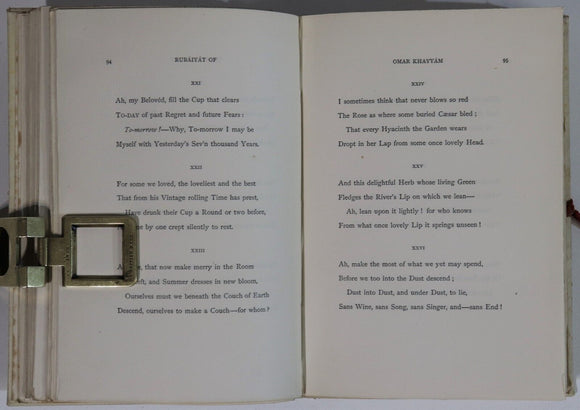 94
RUBÁIYÁT OF
XXI
Ah, my Belovéd, fill the Cup that clears
TO-DAY of past Regret and future Fears :
To-morrow !—Why, To-morrow I may be
Myself with Yesterday's Sev'n thousand Years.
XXII
For some we loved, the loveliest and the best
That from his Vintage rolling Time has prest,
Have drunk their Cup a Round or two before,
by one crept silently to rest.
XXIII
that now make merry in the Room
and Summer dresses in new bloom,
Ourselves must we beneath the Couch of Earth
Descend, ourselves to make a Couch—for whom?
OMAR KHAYYÁM
95
XXIV
I sometimes think that never blows so red
The Rose as where some buried Cæsar bled ;
That every Hyacinth the Garden wears
Dropt in her Lap from some once lovely Head.
XXV
And this delightful Herb whose living Green
Fledges the River's Lip on which we lean—
Ah, lean upon it lightly ! for who knows
From what once lovely Lip it springs unseen !
XXVI
Ah, make the most of what we yet may spend,
Before we too into the Dust descend ;
Dust into Dust, and under Dust, to lie,
Sans Wine, sans Song, sans Singer, and—sans End !